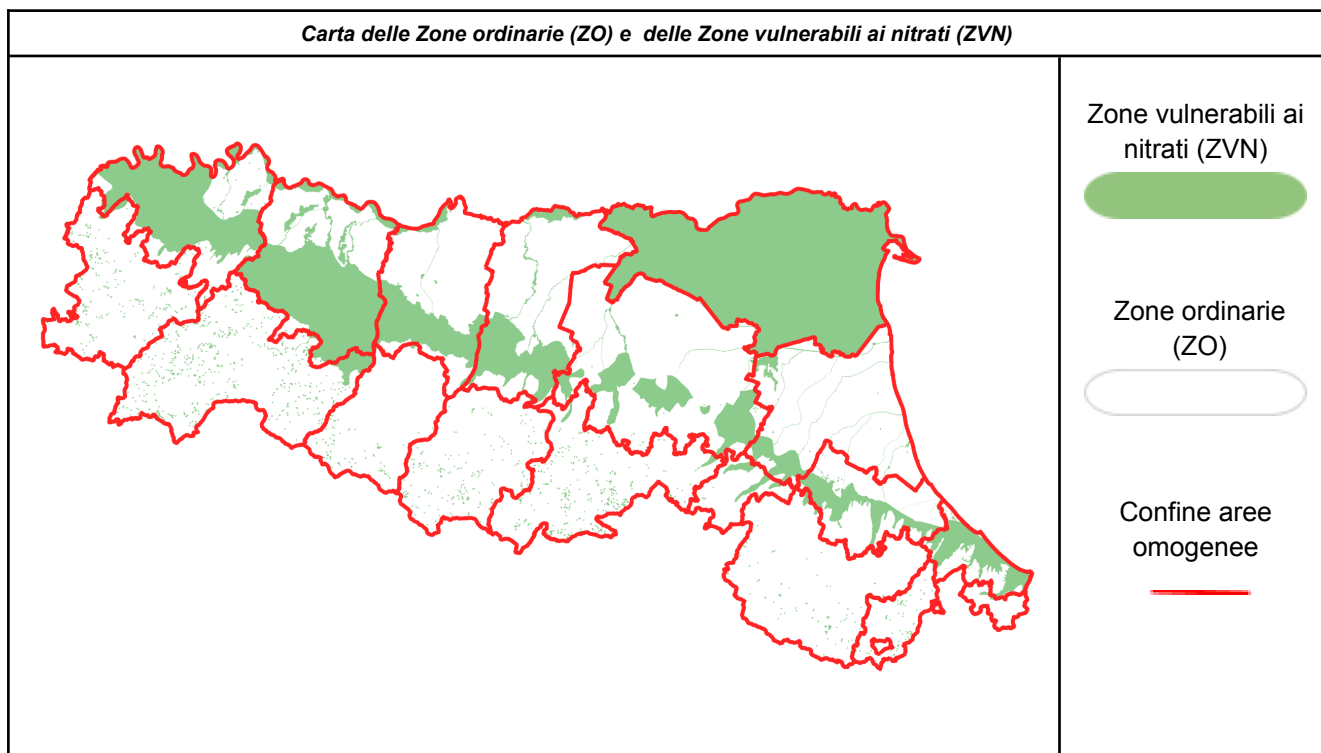 Carta delle Zone ordinarie (ZO) e  delle Zone vulnerabili ai nitrati (ZVN)
Zone vulnerabili ai
nitrati (ZVN)
Zone ordinarie
(ZO)
Confine aree
omogenee